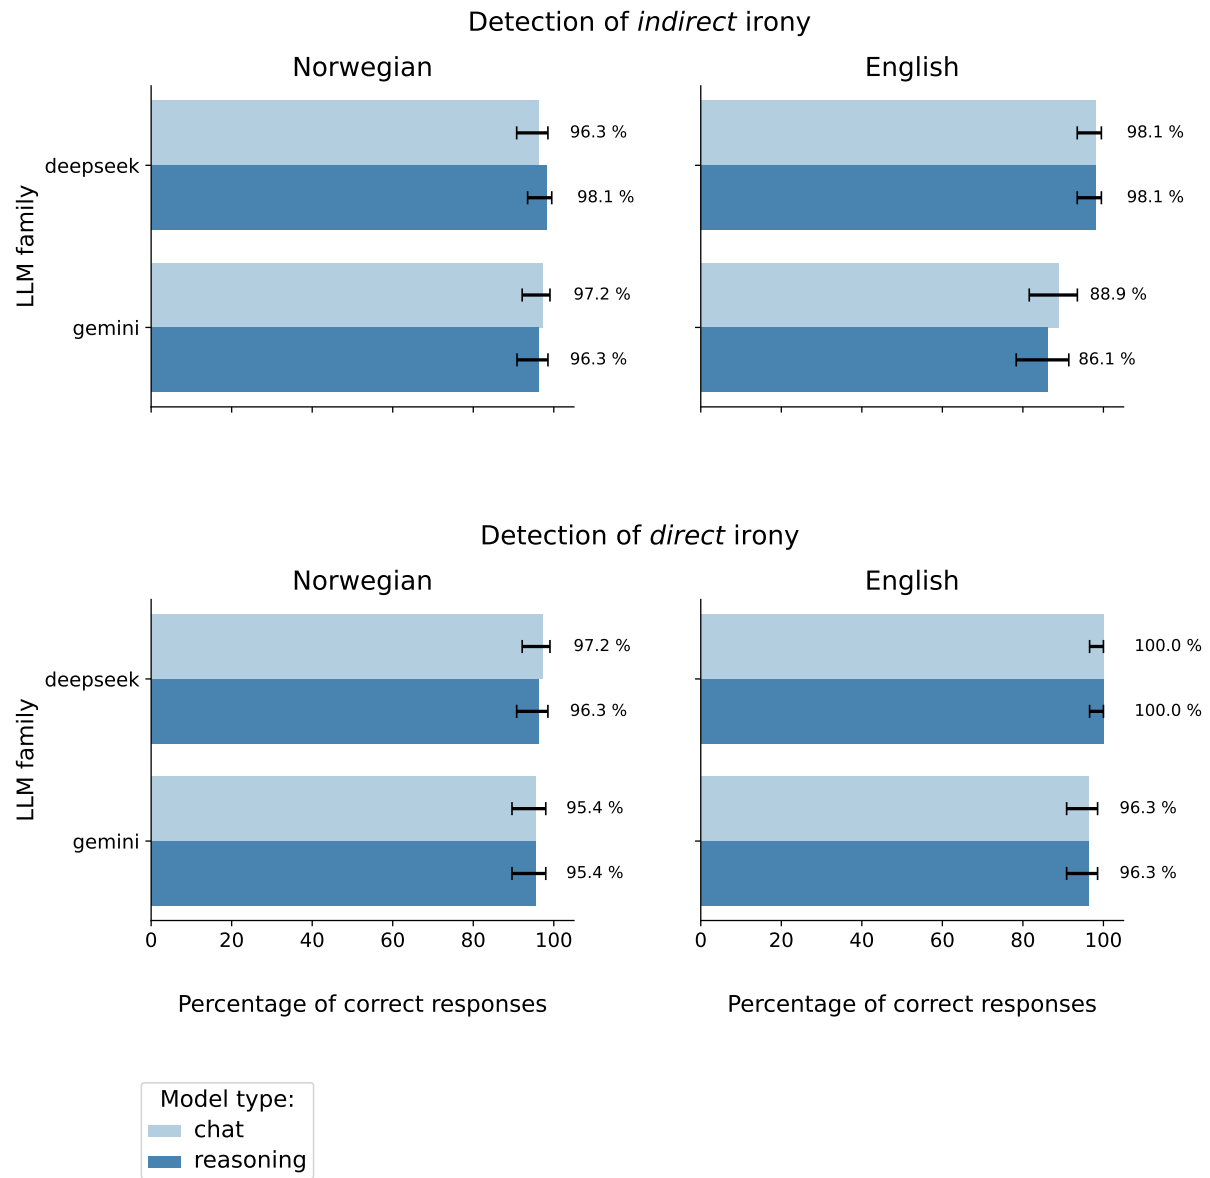 Detection of indirect irony
Norwegian
English
LLM family
deepseek
gemini
96.3 %
98.1 %
97.2 %
96.3 %
98.1 %
98.1 %
88.9 %
86.1 %
Detection of direct irony
Norwegian
English
LLM family
deepseek
gemini
97.2 %
96.3 %
95.4 %
95.4 %
100.0 %
100.0 %
96.3 %
96.3 %
0 20 40 60 80 100
0 20 40 60 80 100
Percentage of correct responses
Percentage of correct responses
Model type:
chat
reasoning